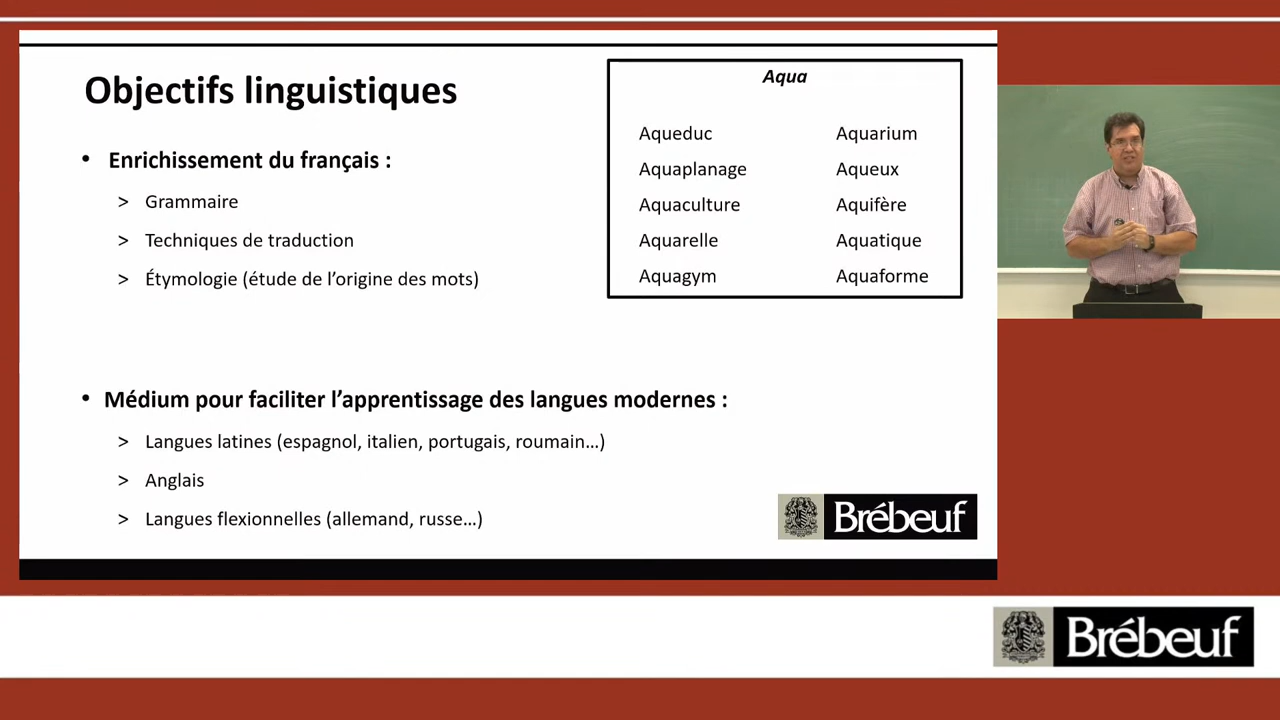 Objectifs linguistiques
• Enrichissement du français :
> Grammaire
> Techniques de traduction
> Étymologie (étude de l’origine des mots)
Aqua
Aqueduc Aquarium
Aquaplanage Aqueux
Aquaculture Aquifère
Aquarelle Aquatique
Aquagym Aquaforme
• Médium pour faciliter l’apprentissage des langues modernes :
> Langues latines (espagnol, italien, portugais, roumain…)
> Anglais
> Langues flexionnelles (allemand, russe…)
Brébeuf
Brébeuf